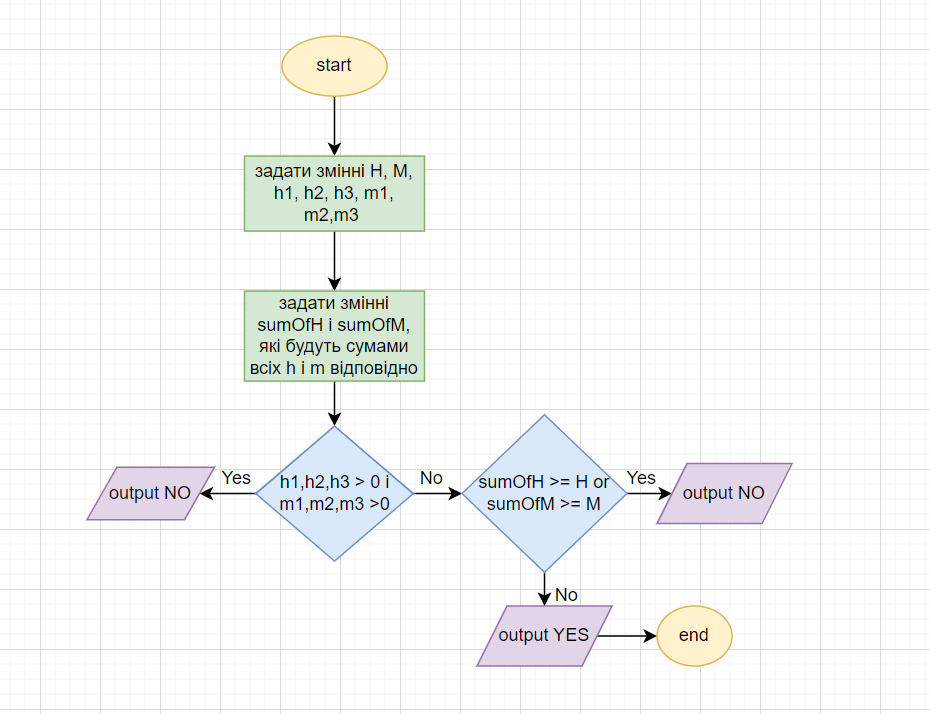 start
задати змінні H, M,
h1, h2, h3, m1,
m2,m3
задати змінні
sumOfH і sumOfM,
які будуть сумами
всіх h і m відповідно
output NO
Yes
h1,h2,h3 > 0 і
m1,m2,m3 >0
No
sumOfH >= H or
sumOfM >= M
Yes
output NO
No
output YES
end